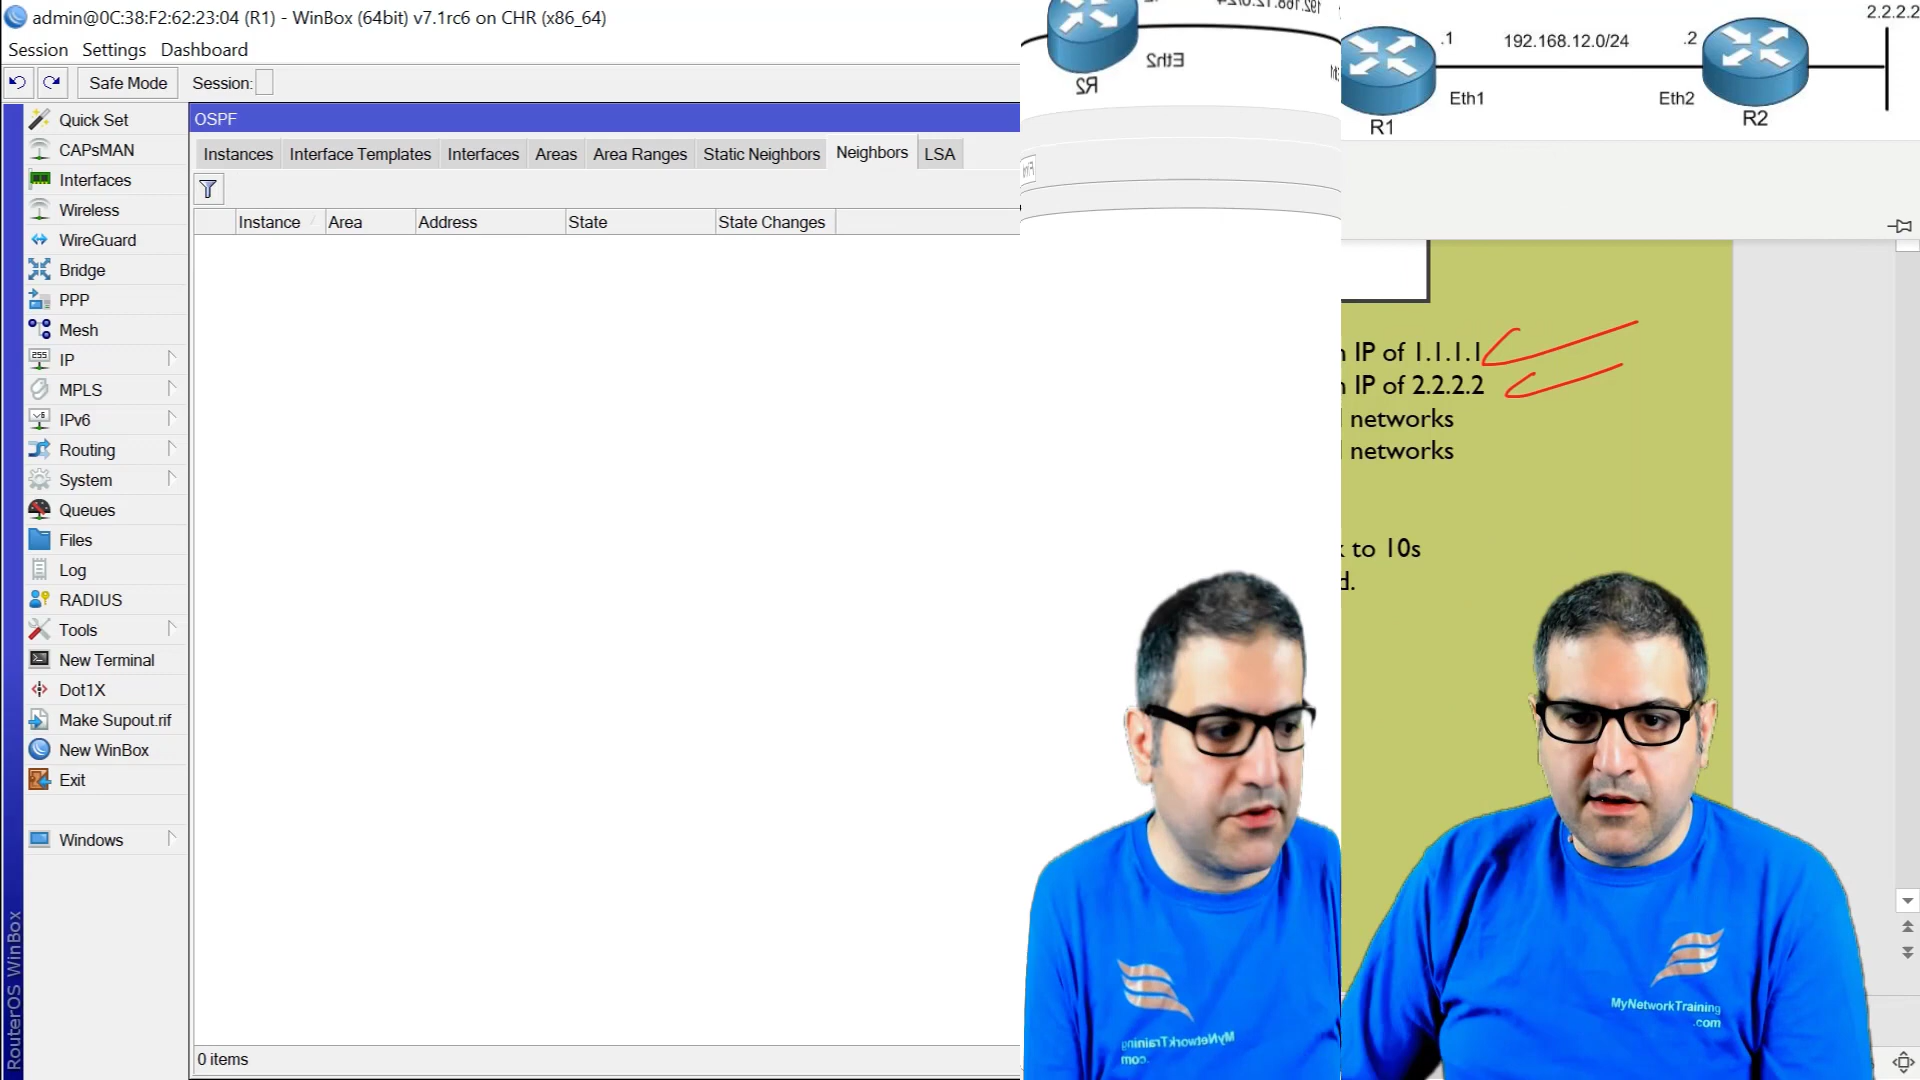 admin@0C:38:F2:62:23:04 (R1) - WinBox (64bit) v7.1rc6 on CHR (x86_64)
Session Settings Dashboard
Safe Mode Session:
Quick Set
CAPsMAN
Interfaces
Wireless
WireGuard
Bridge
PPP
Mesh
IP
MPLS
IPv6
Routing
System
Queues
Files
Log
RADIUS
Tools
New Terminal
Dot1X
Make Supout.rif
New WinBox
Exit
Windows
RouterOS WinBox
OSPF
Instances Interface Templates Interfaces Areas Area Ranges Static Neighbors Neighbors LSA
Instance Area Address State State Changes
0 items
Eth2
R2
2.2.2.2
.1 192.168.12.0/24 .2
Eth1 Eth2
R1 R2
IP of 1.1.1.1
IP of 2.2.2.2
networks
networks
to 10s
MyNetworkTraining
.com
MyNetworkTraining
.com